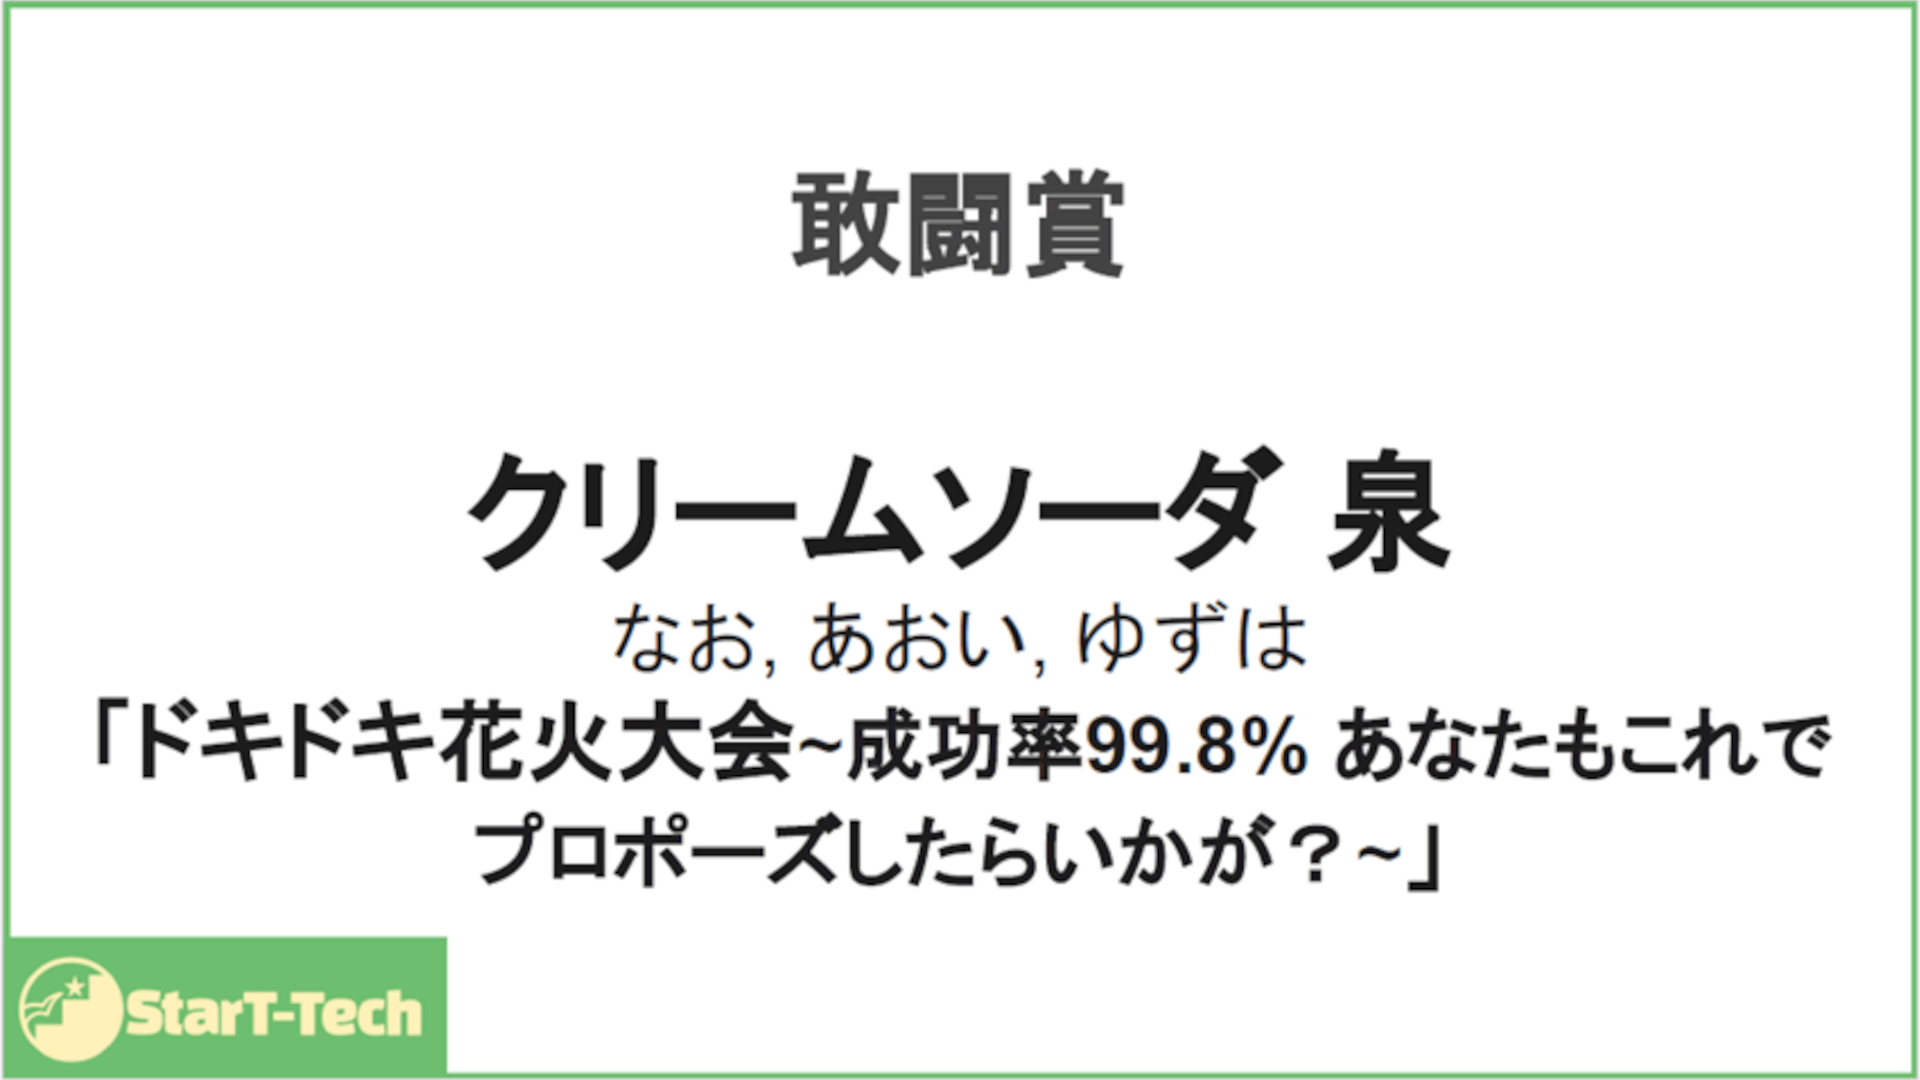 敢闘賞
クリームソーダ 泉
なお, あおい, ゆずは
「ドキドキ花火大会~成功率99.8% あなたもこれで
プロポーズしたらいかが？~」
StarT-Tech